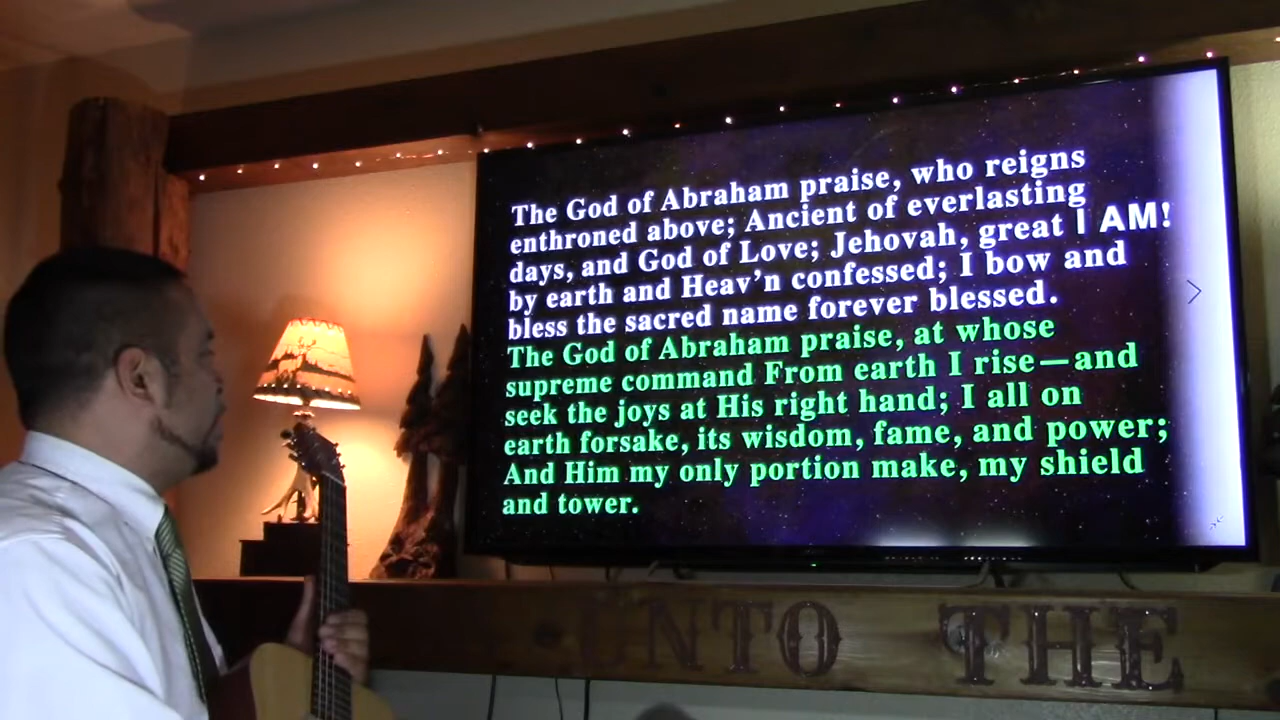 The God of Abraham praise, who reigns
enthroned above; Ancient of everlasting
days, and God of Love; Jehovah, great I AM!
by earth and Heav’n confessed; I bow and
bless the sacred name forever blessed.
The God of Abraham praise, at whose
supreme command From earth I rise—and
seek the joys at His right hand; I all on
earth forsake, its wisdom, fame, and power;
And Him my only portion make, my shield
and tower.
UNTO THE